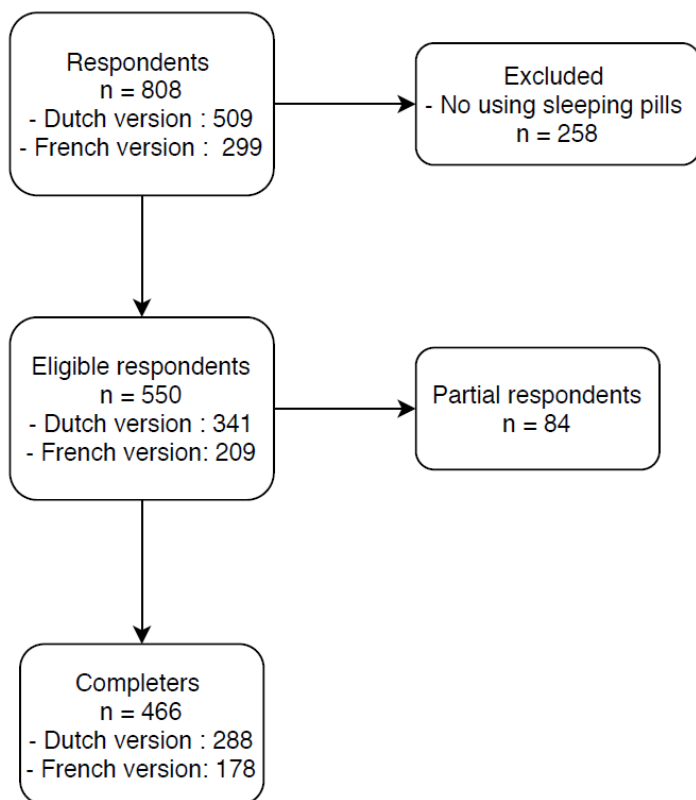 Respondents
n = 808
- Dutch version : 509
- French version :  299
Excluded
- No using sleeping pills
n = 258
Eligible respondents
n = 550
- Dutch version : 341
- French version: 209
Partial respondents
n = 84
Completers
n = 466
- Dutch version : 288
- French version: 178